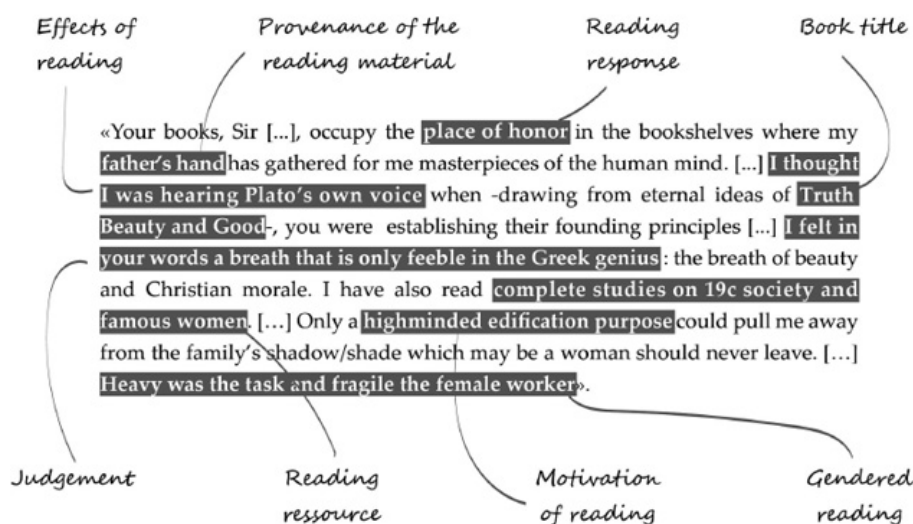 Effects of
reading
Provenance of the
reading material
Reading
response
Book title
«Your books, Sir [...], occupy the place of honor in the bookshelves where my
father's hand has gathered for me masterpieces of the human mind. [...] I thought
I was hearing Plato's own voice when -drawing from eternal ideas of Truth
Beauty and Good-, you were establishing their founding principles [...] I felt in
your words a breath that is only feeble in the Greek genius: the breath of beauty
and Christian morale. I have also read complete studies on 19c society and
famous women. [...] Only a highminded edification purpose could pull me away
from the family's shadow/shade which may be a woman should never leave. [...]
Heavy was the task and fragile the female worker».
Judgement
Reading
ressource
Motivation
of reading
Gendered
reading